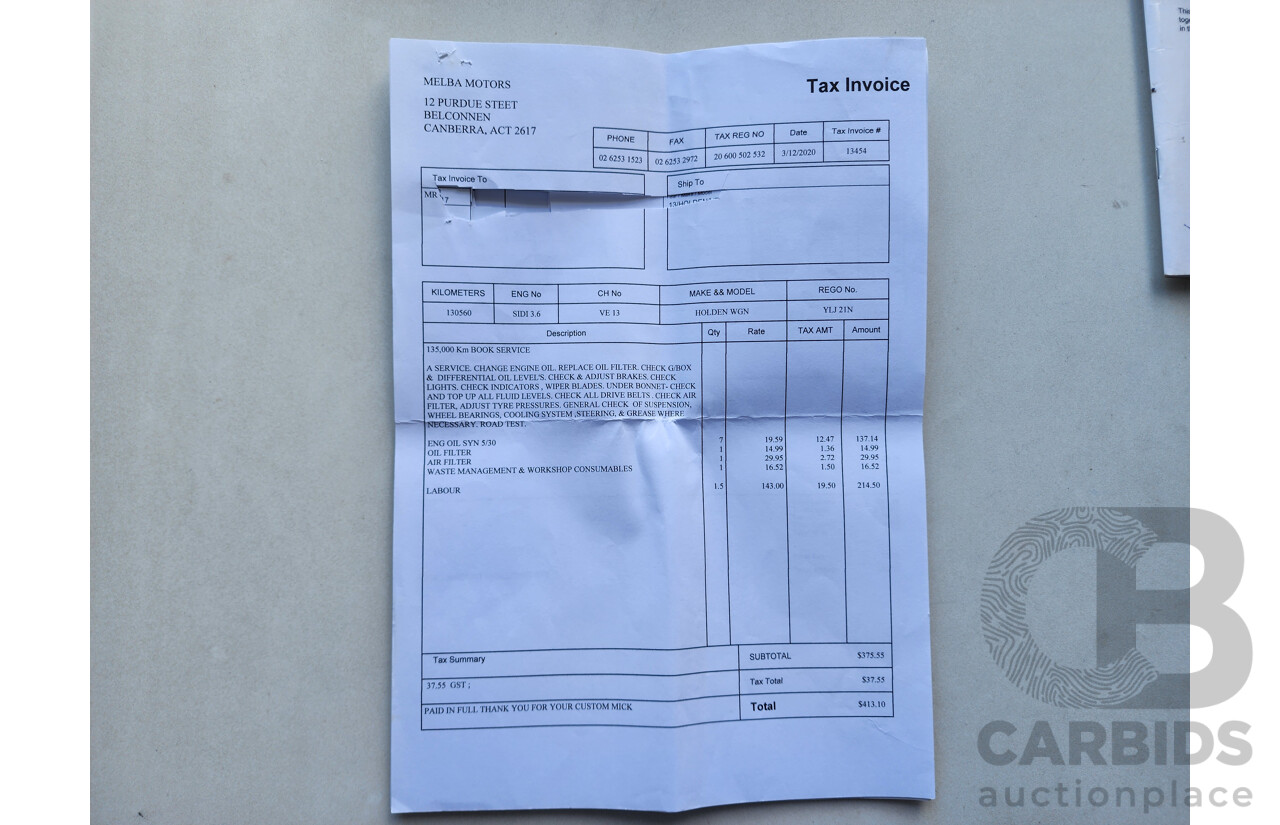 MELBA MOTORS
12 PURDUE STEET
BELCONNEN
CANBERRA, ACT 2617
Tax Invoice
PHONE FAX TAX REG NO Date Tax Invoice #
02 6253 1523 02 6253 2972 20 600 502 532 3/12/2020 13454
Tax Invoice To
MR
Ship To
KILOMETERS ENG No CH No MAKE && MODEL REGO No.
130560 SIDI 3.6 VE 13 HOLDEN WGN YLJ 21N
Description Qty Rate TAX AMT Amount
135,000 Km BOOK SERVICE
A SERVICE. CHANGE ENGINE OIL. REPLACE OIL FILTER. CHECK G/BOX
& DIFFERENTIAL OIL LEVEL'S. CHECK & ADJUST BRAKES. CHECK
LIGHTS. CHECK INDICATORS , WIPER BLADES. UNDER BONNET- CHECK
AND TOP UP ALL FLUID LEVELS. CHECK ALL DRIVE BELTS . CHECK AIR
FILTER, ADJUST TYRE PRESSURES. GENERAL CHECK OF SUSPENSION,
WHEEL BEARINGS, COOLING SYSTEM ,STEERING, & GREASE WHERE
NECESSARY. ROAD TEST.
ENG OIL SYN 5/30 7 19.59 12.47 137.14
OIL FILTER 1 14.99 1.36 14.99
AIR FILTER 1 29.95 2.72 29.95
WASTE MANAGEMENT & WORKSHOP CONSUMABLES 1 16.52 1.50 16.52
LABOUR 1.5 143.00 19.50 214.50
Tax Summary SUBTOTAL $375.55
37.55 GST ; Tax Total $37.55
PAID IN FULL THANK YOU FOR YOUR CUSTOM MICK Total $413.10
CB
CARBIDS
auctionplace